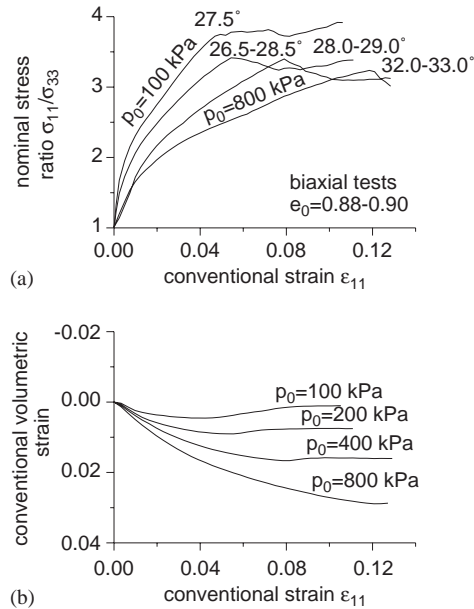 4
3
2
1
nominal stress
ratio σ11/σ33
p0=100 kPa
27.5°
26.5-28.5°
28.0-29.0°
32.0-33.0°
p0=800 kPa
biaxial tests
e0=0.88-0.90
0.00 0.04 0.08 0.12
(a) conventional strain ε11
-0.02
0.00
0.02
0.04
conventional volumetric
strain
p0=100 kPa
p0=200 kPa
p0=400 kPa
p0=800 kPa
0.00 0.04 0.08 0.12
(b) conventional strain ε11